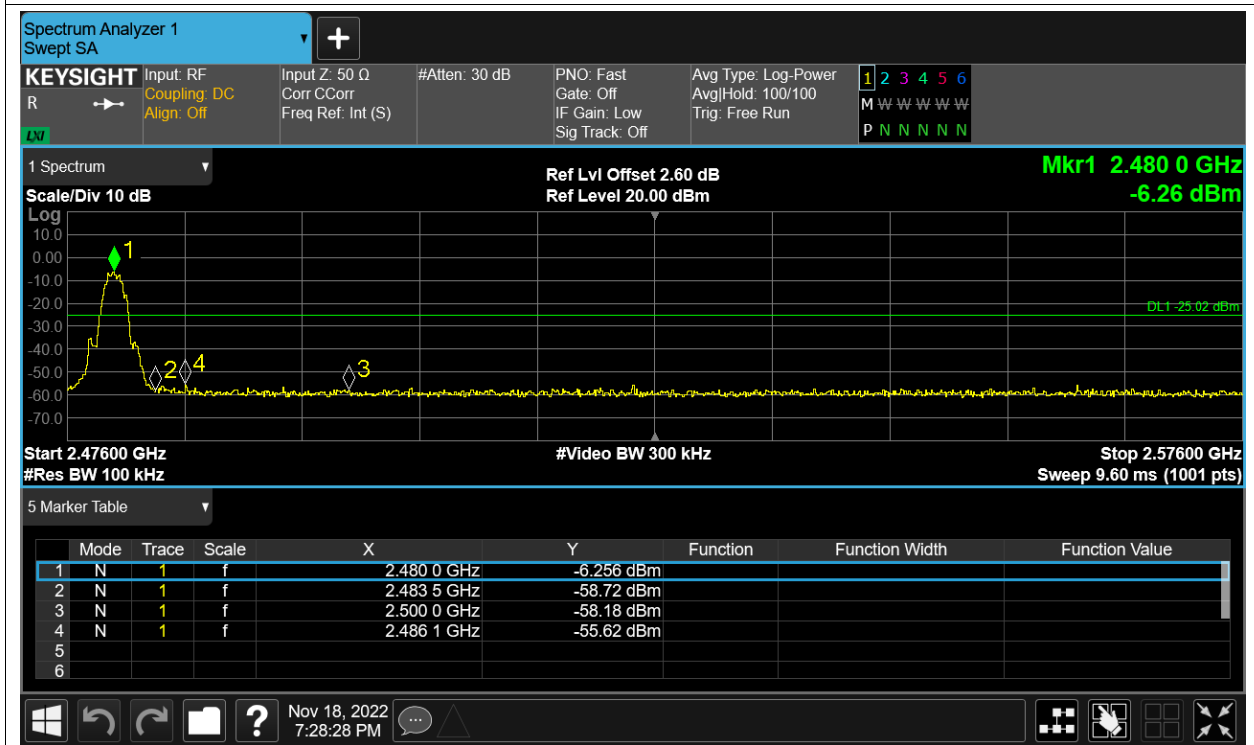 Spectrum Analyzer 1
Swept SA
+
KEYSIGHT Input: RF Input Z: 50 Ω #Atten: 30 dB PNO: Fast Avg Type: Log-Power 1 2 3 4 5 6
R Coupling: DC Corr CCorr Gate: Off Avg|Hold: 100/100 M W W W W W
Align: Off Freq Ref: Int (S) IF Gain: Low Trig: Free Run
LXI Sig Track: Off P N N N N N
1 Spectrum Ref Lvl Offset 2.60 dB Mkr1 2.480 0 GHz
Scale/Div 10 dB Ref Level 20.00 dBm -6.26 dBm
Log
10.0
0.00 1
-10.0
-20.0 DL1 -25.02 dBm
-30.0
-40.0
-50.0 2 4 3
-60.0
-70.0
Start 2.47600 GHz #Video BW 300 kHz Stop 2.57600 GHz
#Res BW 100 kHz Sweep 9.60 ms (1001 pts)
5 Marker Table
Mode Trace Scale X Y Function Function Width Function Value
1 N 1 f 2.480 0 GHz -6.256 dBm
2 N 1 f 2.483 5 GHz -58.72 dBm
3 N 1 f 2.500 0 GHz -58.18 dBm
4 N 1 f 2.486 1 GHz -55.62 dBm
5
6
? Nov 18, 2022
7:28:28 PM